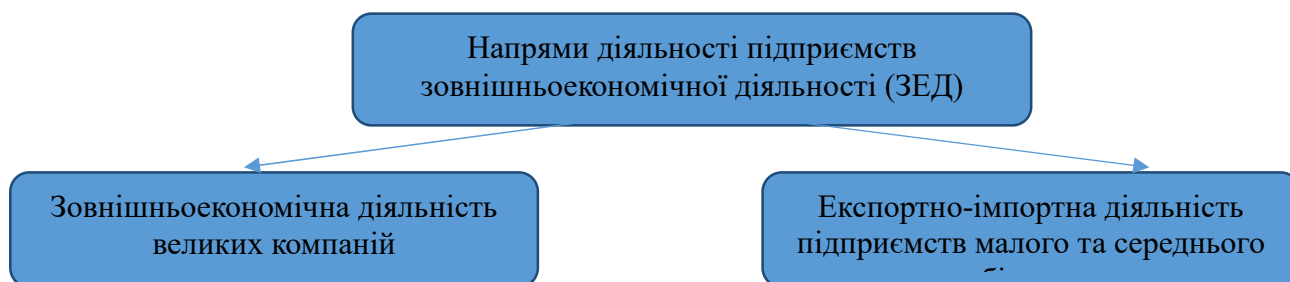 Напрями діяльності підприємств
зовнішньоекономічної діяльності (ЗЕД)
Зовнішньоекономічна діяльність
великих компаній
Експортно-імпортна діяльність
підприємств малого та середнього